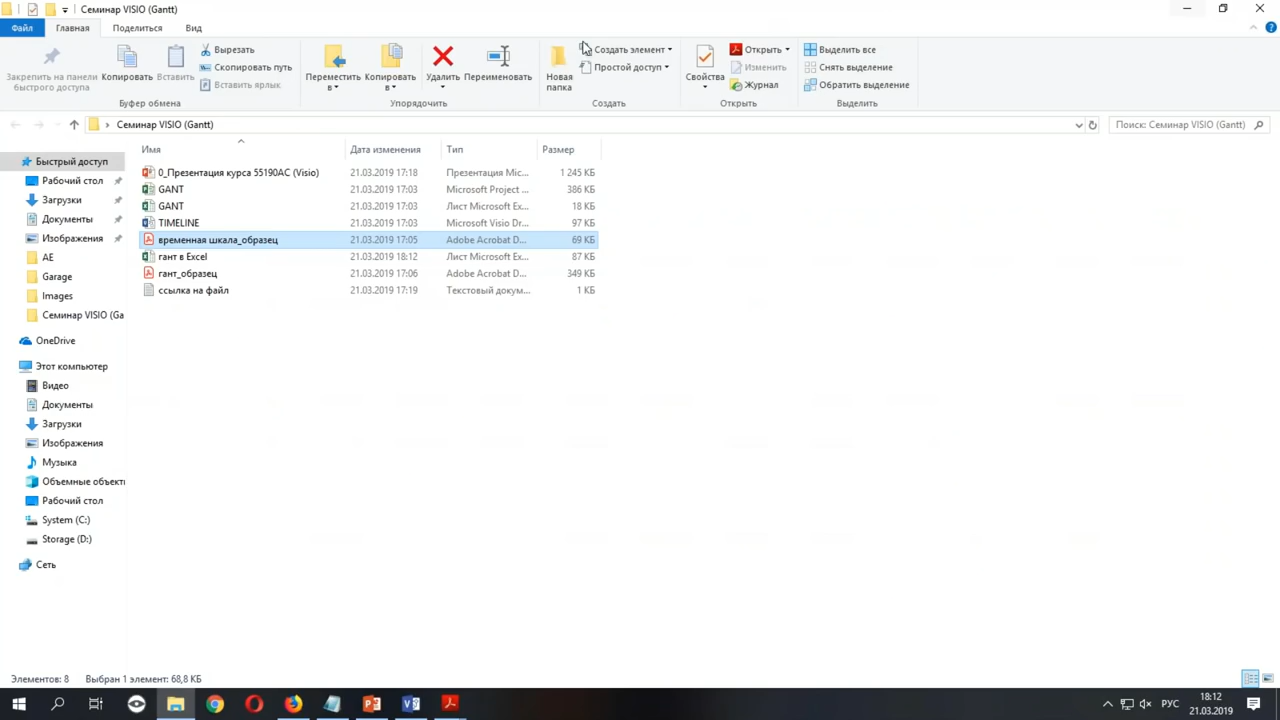 Семинар VISIO (Gantt)
Файл Главная Поделиться Вид
Закрепить на панели быстрого доступа
Копировать
Вставить
Вырезать
Скопировать путь
Вставить ярлык
Буфер обмена
Переместить в
Копировать в
Удалить
Переименовать
Упорядочить
Новая папка
Создать элемент
Простой доступ
Создать
Свойства
Открыть
Изменить
Журнал
Открыть
Выделить все
Снять выделение
Обратить выделение
Выделить
Семинар VISIO (Gantt)
Поиск: Семинар VISIO (Gantt)
Имя Дата изменения Тип Размер
0_Презентация курса 55190AC (Visio) 21.03.2019 17:18 Презентация Mic... 1 245 КБ
GANT 21.03.2019 17:03 Microsoft Project ... 386 КБ
GANT 21.03.2019 17:03 Лист Microsoft Ex... 18 КБ
TIMELINE 21.03.2019 17:03 Microsoft Visio Dr... 97 КБ
временная шкала_образец 21.03.2019 17:05 Adobe Acrobat D... 69 КБ
гант в Excel 21.03.2019 18:12 Лист Microsoft Ex... 87 КБ
гант_образец 21.03.2019 17:06 Adobe Acrobat D... 349 КБ
ссылка на файл 21.03.2019 17:19 Текстовый докум... 1 КБ
Быстрый доступ
Рабочий стол
Загрузки
Документы
Изображения
AE
Garage
Images
Семинар VISIO (Ga
OneDrive
Этот компьютер
Видео
Документы
Загрузки
Изображения
Музыка
Объемные объекть
Рабочий стол
System (C:)
Storage (D:)
Сеть
Элементов: 8 Выбран 1 элемент: 68,8 КБ
РУС
18:12
21.03.2019